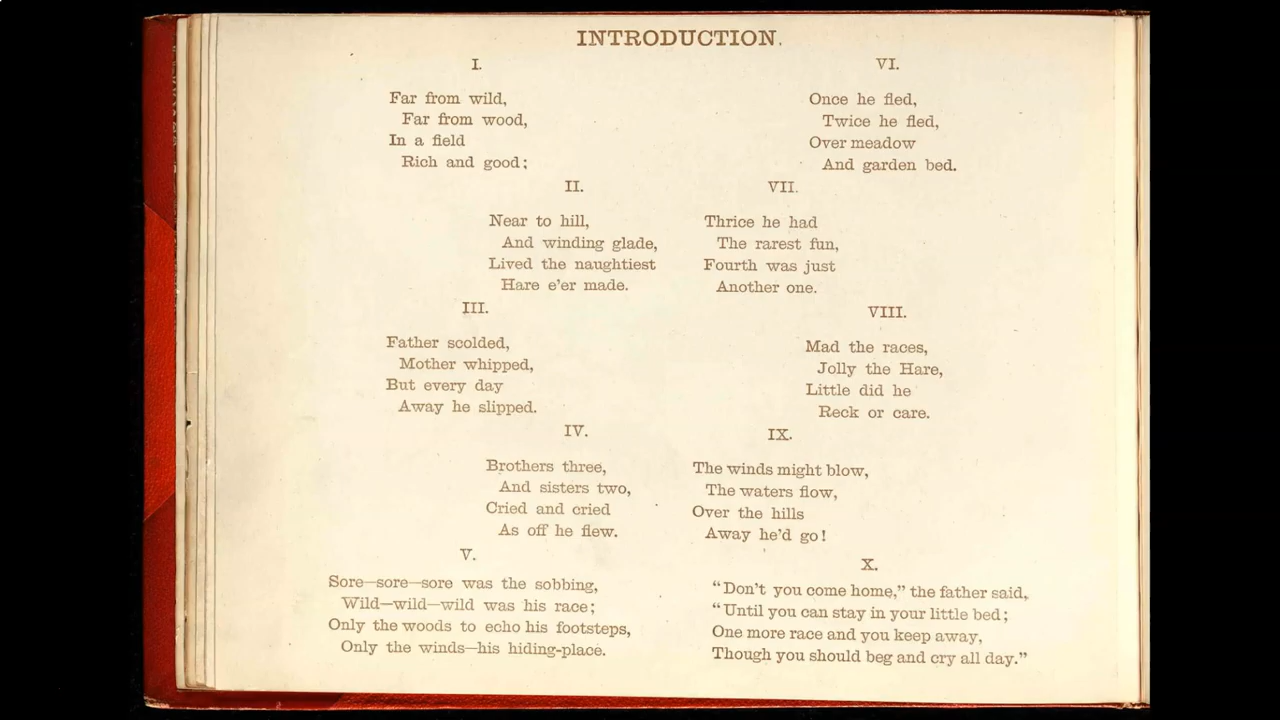 INTRODUCTION.
I.
Far from wild,
Far from wood,
In a field
Rich and good;
II.
Near to hill,
And winding glade,
Lived the naughtiest
Hare e'er made.
III.
Father scolded,
Mother whipped,
But every day
Away he slipped.
IV.
Brothers three,
And sisters two,
Cried and cried
As off he flew.
V.
Sore—sore—sore was the sobbing,
Wild—wild—wild was his race;
Only the woods to echo his footsteps,
Only the winds—his hiding-place.
VI.
Once he fled,
Twice he fled,
Over meadow
And garden bed.
VII.
Thrice he had
The rarest fun,
Fourth was just
Another one.
VIII.
Mad the races,
Jolly the Hare,
Little did he
Reck or care.
IX.
The winds might blow,
The waters flow,
Over the hills
Away he'd go!
X.
“Don't you come home,” the father said,
“Until you can stay in your little bed;
One more race and you keep away,
Though you should beg and cry all day.”